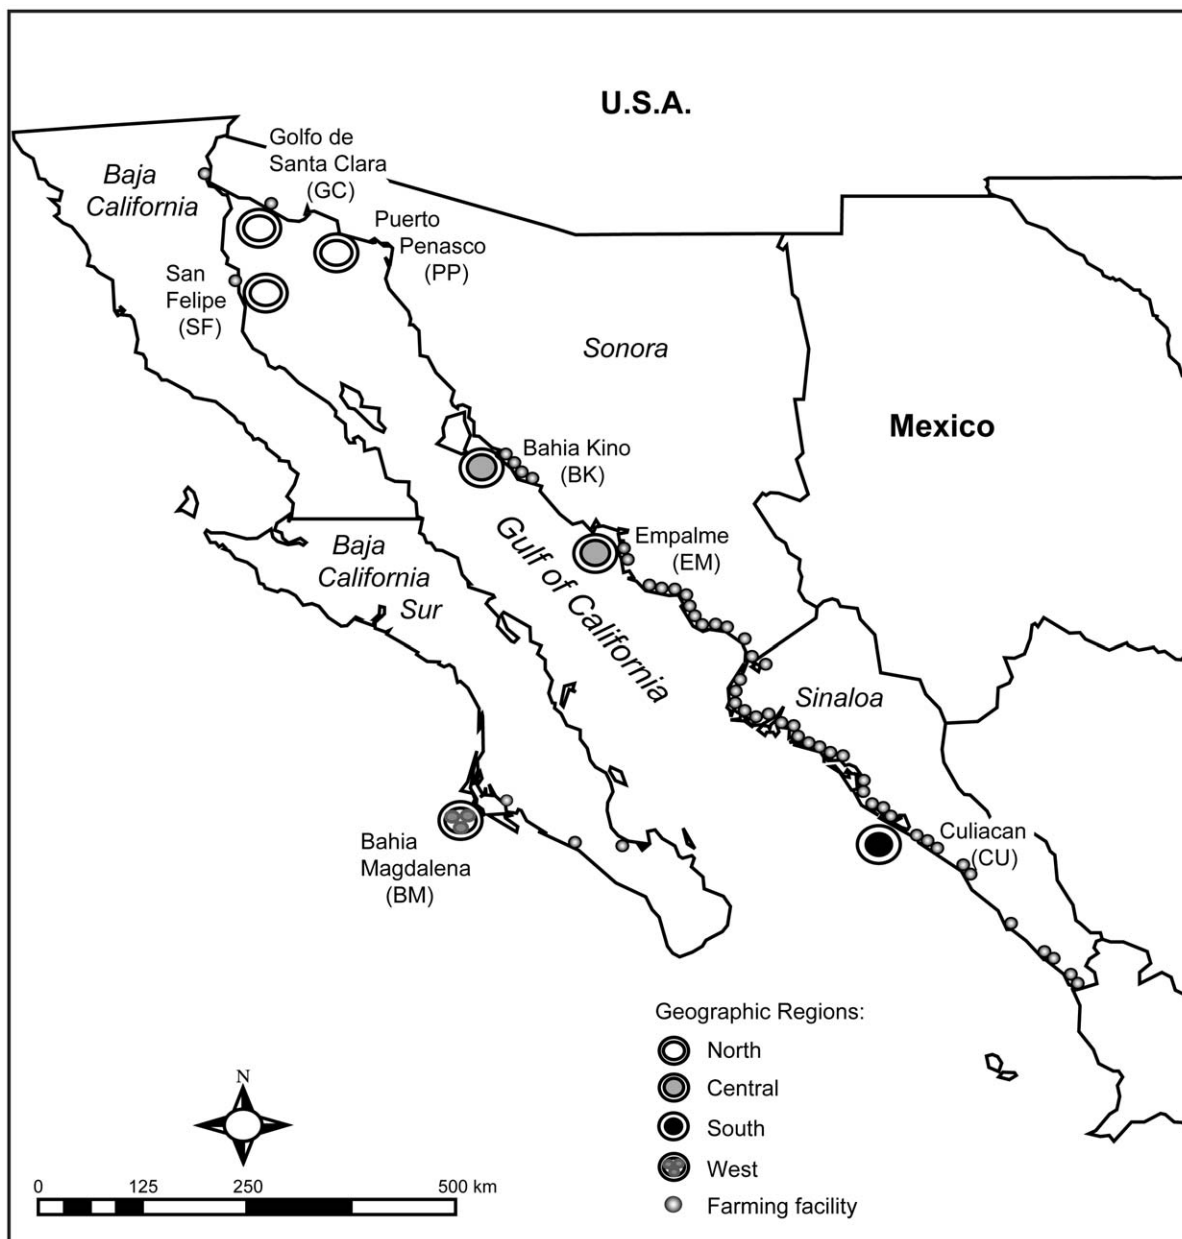 U.S.A.
Golfo de
Santa Clara
(GC)
Baja
California
Puerto
Penasco
(PP)
San
Felipe
(SF)
Sonora
Mexico
Bahia Kino
(BK)
Gulf of California
Empalme
(EM)
Baja
California
Sur
Sinaloa
Culiacan
(CU)
Bahia
Magdalena
(BM)
Geographic Regions:
North
Central
South
West
Farming facility
N
0 125 250 500 km